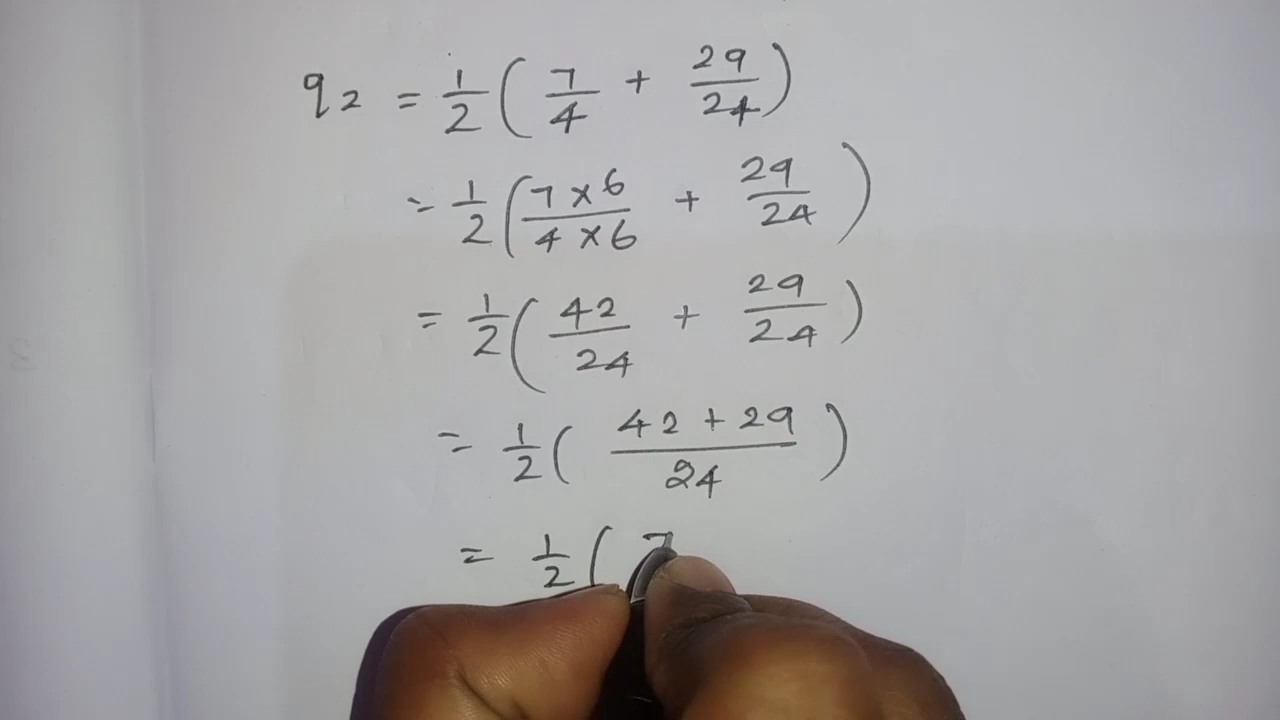 q2 = 1/2 ( 7/4 + 29/24 )
= 1/2 ( 7 × 6 / 4 × 6 + 29/24 )
= 1/2 ( 42/24 + 29/24 )
= 1/2 ( 42 + 29 / 24 )
= 1/2 ( 7